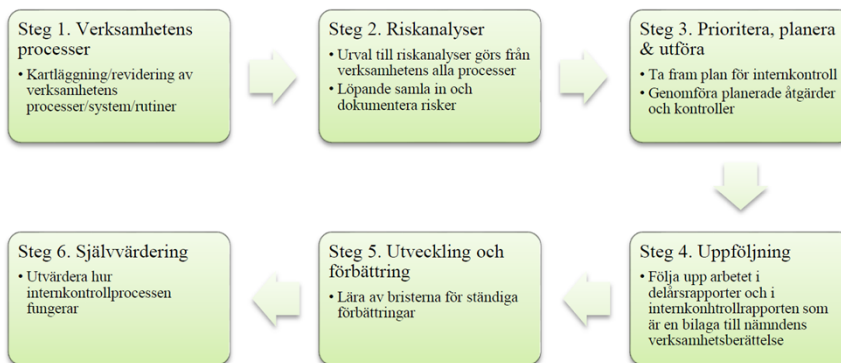 Steg 1. Verksamhetens
processer
• Kartläggning/revidering av
verksamhetens
processer/system/rutiner
Steg 2. Riskanalyser
• Urval till riskanalyser görs från
verksamhetens alla processer
• Löpande samla in och
dokumentera risker
Steg 3. Prioritera, planera
& utföra
• Ta fram plan för internkontroll
• Genomföra planerade åtgärder
och kontroller
Steg 4. Uppföljning
• Följa upp arbetet i
delårsrapporter och i
internkonhtrollrapporten som
är en bilaga till nämndens
verksamhetsberättelse
Steg 5. Utveckling och
förbättring
• Lära av bristerna för ständiga
förbättringar
Steg 6. Självvärdering
• Utvärdera hur
internkontrollprocessen
fungerar